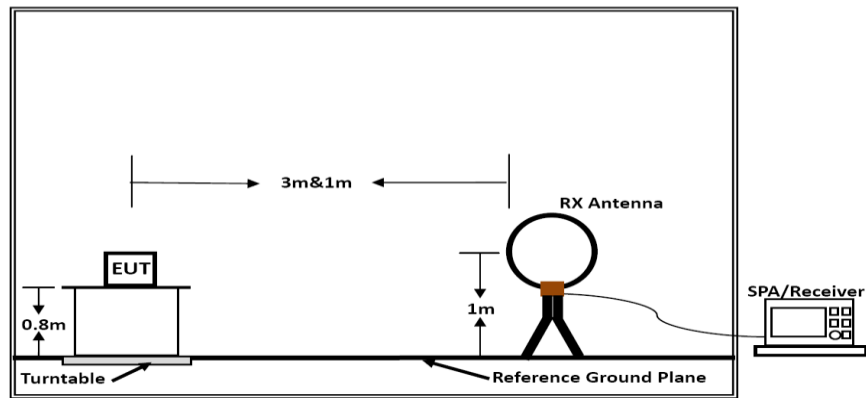 3m&1m
RX Antenna
EUT
SPA/Receiver
0.8m
1m
Turntable
Reference Ground Plane